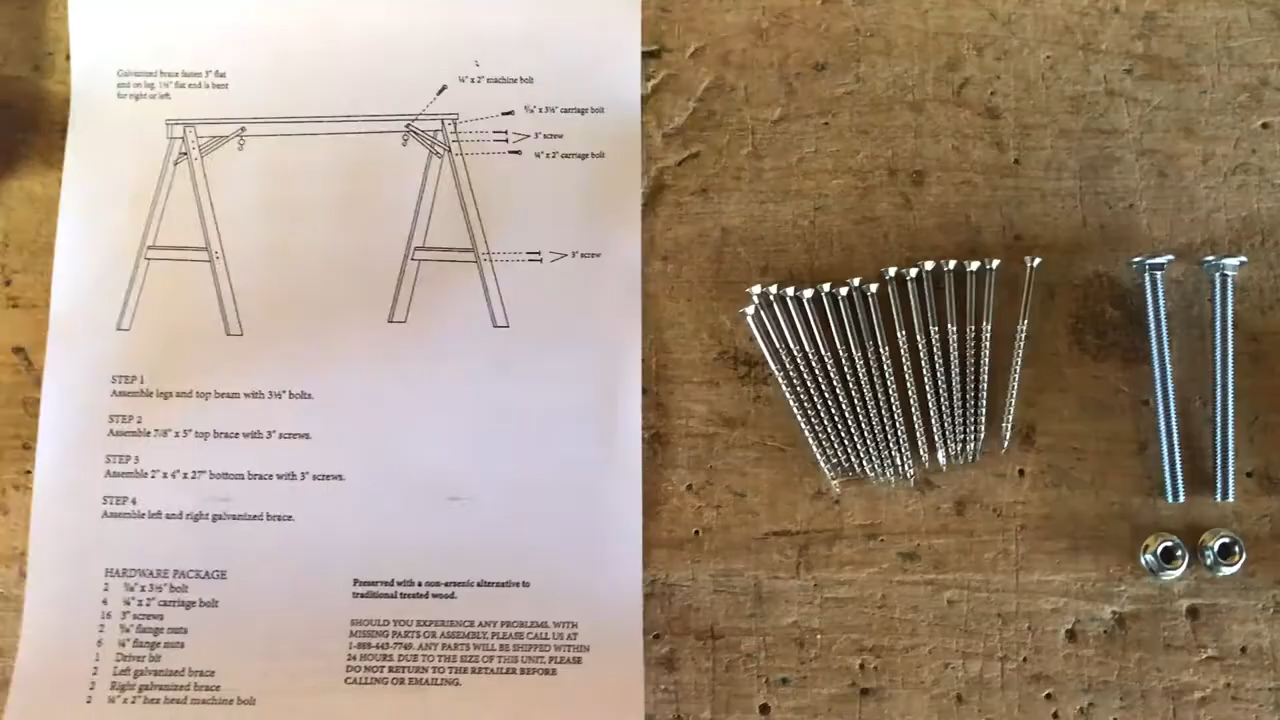 Galvanized brace fasten 3" flat
end on leg, 1½" flat end is bent
for right or left.
¼" x 2" machine bolt
5/16" x 3½" carriage bolt
3" screw
¼" x 2" carriage bolt
3" screw
STEP 1
Assemble legs and top beam with 3½" bolts.
STEP 2
Assemble 7/8" x 5" top brace with 3" screws.
STEP 3
Assemble 2" x 4" x 27" bottom brace with 3" screws.
STEP 4
Assemble left and right galvanized brace.
HARDWARE PACKAGE
2 5/16" x 3½" bolt
4 ¼" x 2" carriage bolt
16 3" screws
2 5/16" flange nuts
6 ¼" flange nuts
1 Driver bit
2 Left galvanized brace
2 Right galvanized brace
2 ¼" x 2" hex head machine bolt
Preserved with a non-arsenic alternative to
traditional treated wood.
SHOULD YOU EXPERIENCE ANY PROBLEMS, WITH
MISSING PARTS OR ASSEMBLY, PLEASE CALL US AT
1-888-443-7749. ANY PARTS WILL BE SHIPPED WITHIN
24 HOURS. DUE TO THE SIZE OF THIS UNIT, PLEASE
DO NOT RETURN TO THE RETAILER BEFORE
CALLING OR EMAILING.